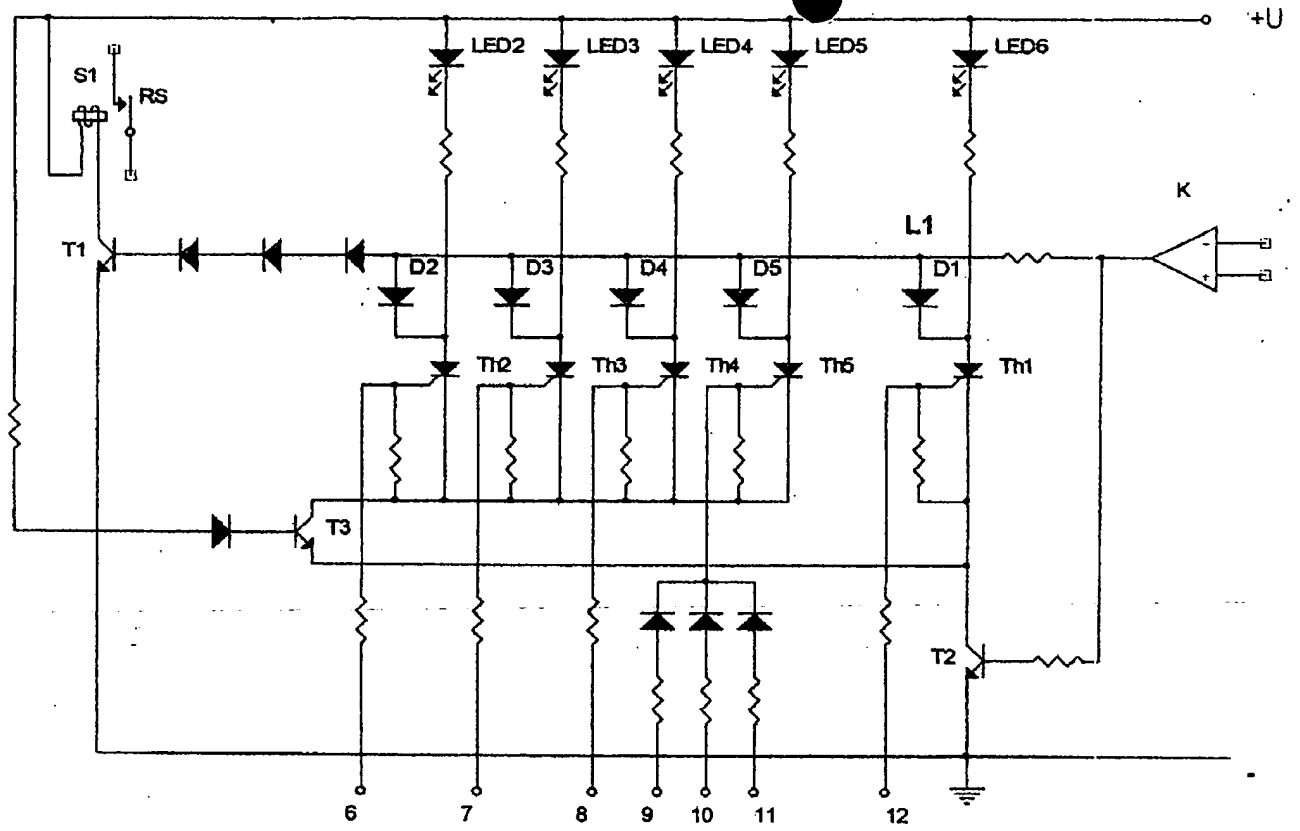 +U
LED2 LED3 LED4 LED5 LED6
S1
RS
K
L1
T1
D2 D3 D4 D5 D1
- 
+
Th2 Th3 Th4 Th5 Th1
T3
T2
6 7 8 9 10 11 12
-